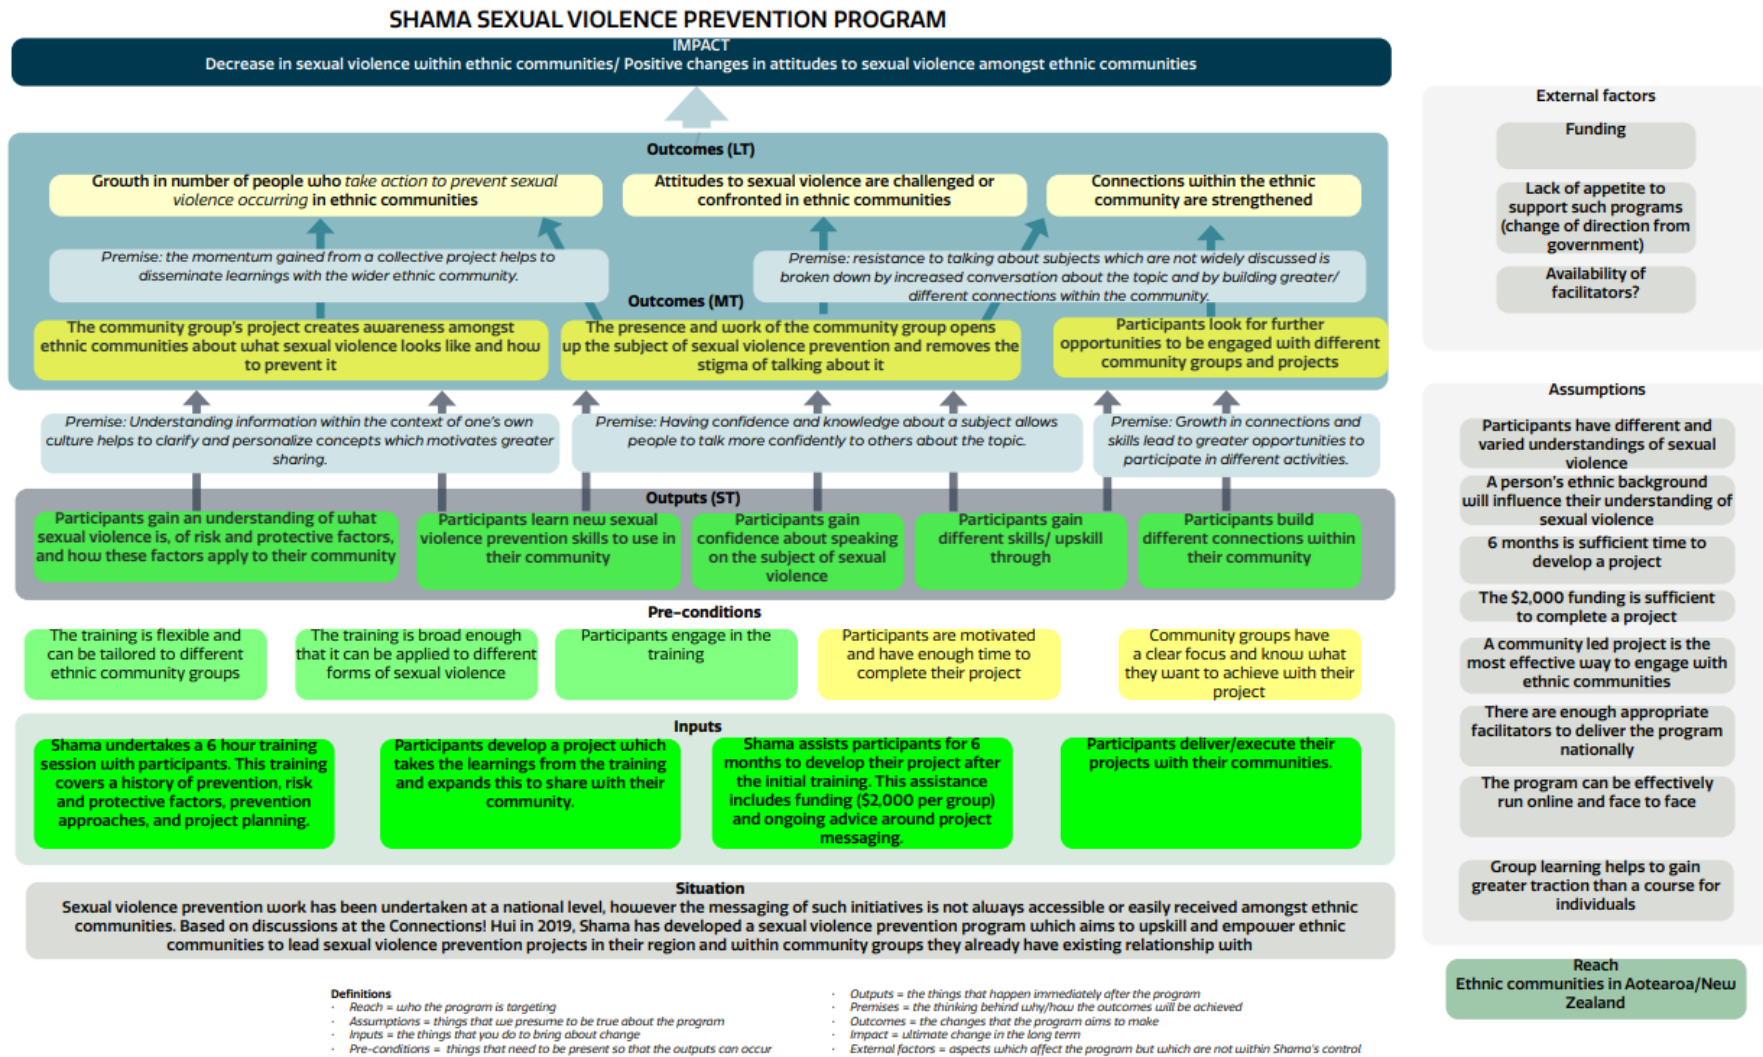 SHAMA SEXUAL VIOLENCE PREVENTION PROGRAM
IMPACT
Decrease in sexual violence within ethnic communities/ Positive changes in attitudes to sexual violence amongst ethnic communities
Outcomes (LT)
Growth in number of people who take action to prevent sexual
violence occurring in ethnic communities
Attitudes to sexual violence are challenged or
confronted in ethnic communities
Connections within the ethnic
community are strengthened
Premise: the momentum gained from a collective project helps to
disseminate learnings with the wider ethnic community.
Premise: resistance to talking about subjects which are not widely discussed is
broken down by increased conversation about the topic and by building greater/
different connections within the community.
Outcomes (MT)
The community group's project creates awareness amongst
ethnic communities about what sexual violence looks like and how
to prevent it
The presence and work of the community group opens
up the subject of sexual violence prevention and removes the
stigma of talking about it
Participants look for further
opportunities to be engaged with different
community groups and projects
Premise: Understanding information within the context of one's own
culture helps to clarify and personalize concepts which motivates greater
sharing.
Premise: Having confidence and knowledge about a subject allows
people to talk more confidently to others about the topic.
Premise: Growth in connections and
skills lead to greater opportunities to
participate in different activities.
Outputs (ST)
Participants gain an understanding of what
sexual violence is, of risk and protective factors,
and how these factors apply to their community
Participants learn new sexual
violence prevention skills to use in
their community
Participants gain
confidence about speaking
on the subject of sexual
violence
Participants gain
different skills/ upskill
through
Participants build
different connections within
their community
Pre-conditions
The training is flexible and
can be tailored to different
ethnic community groups
The training is broad enough
that it can be applied to different
forms of sexual violence
Participants engage in the
training
Participants are motivated
and have enough time to
complete their project
Community groups have
a clear focus and know what
they want to achieve with their
project
Inputs
Shama undertakes a 6 hour training
session with participants. This training
covers a history of prevention, risk
and protective factors, prevention
approaches, and project planning.
Participants develop a project which
takes the learnings from the training
and expands this to share with their
community.
Shama assists participants for 6
months to develop their project after
the initial training. This assistance
includes funding ($2,000 per group)
and ongoing advice around project
messaging.
Participants deliver/execute their
projects with their communities.
Situation
Sexual violence prevention work has been undertaken at a national level, however the messaging of such initiatives is not always accessible or easily received amongst ethnic
communities. Based on discussions at the Connections! Hui in 2019, Shama has developed a sexual violence prevention program which aims to upskill and empower ethnic
communities to lead sexual violence prevention projects in their region and within community groups they already have existing relationship with
Definitions
· Reach = who the program is targeting
· Assumptions = things that we presume to be true about the program
· Inputs = the things that you do to bring about change
· Pre-conditions = things that need to be present so that the outputs can occur
· Outputs = the things that happen immediately after the program
· Premises = the thinking behind why/how the outcomes will be achieved
· Outcomes = the changes that the program aims to make
· Impact = ultimate change in the long term
· External factors = aspects which affect the program but which are not within Shama's control
External factors
Funding
Lack of appetite to
support such programs
(change of direction from
government)
Availability of
facilitators?
Assumptions
Participants have different and
varied understandings of sexual
violence
A person's ethnic background
will influence their understanding of
sexual violence
6 months is sufficient time to
develop a project
The $2,000 funding is sufficient
to complete a project
A community led project is the
most effective way to engage with
ethnic communities
There are enough appropriate
facilitators to deliver the program
nationally
The program can be effectively
run online and face to face
Group learning helps to gain
greater traction than a course for
individuals
Reach
Ethnic communities in Aotearoa/New
Zealand